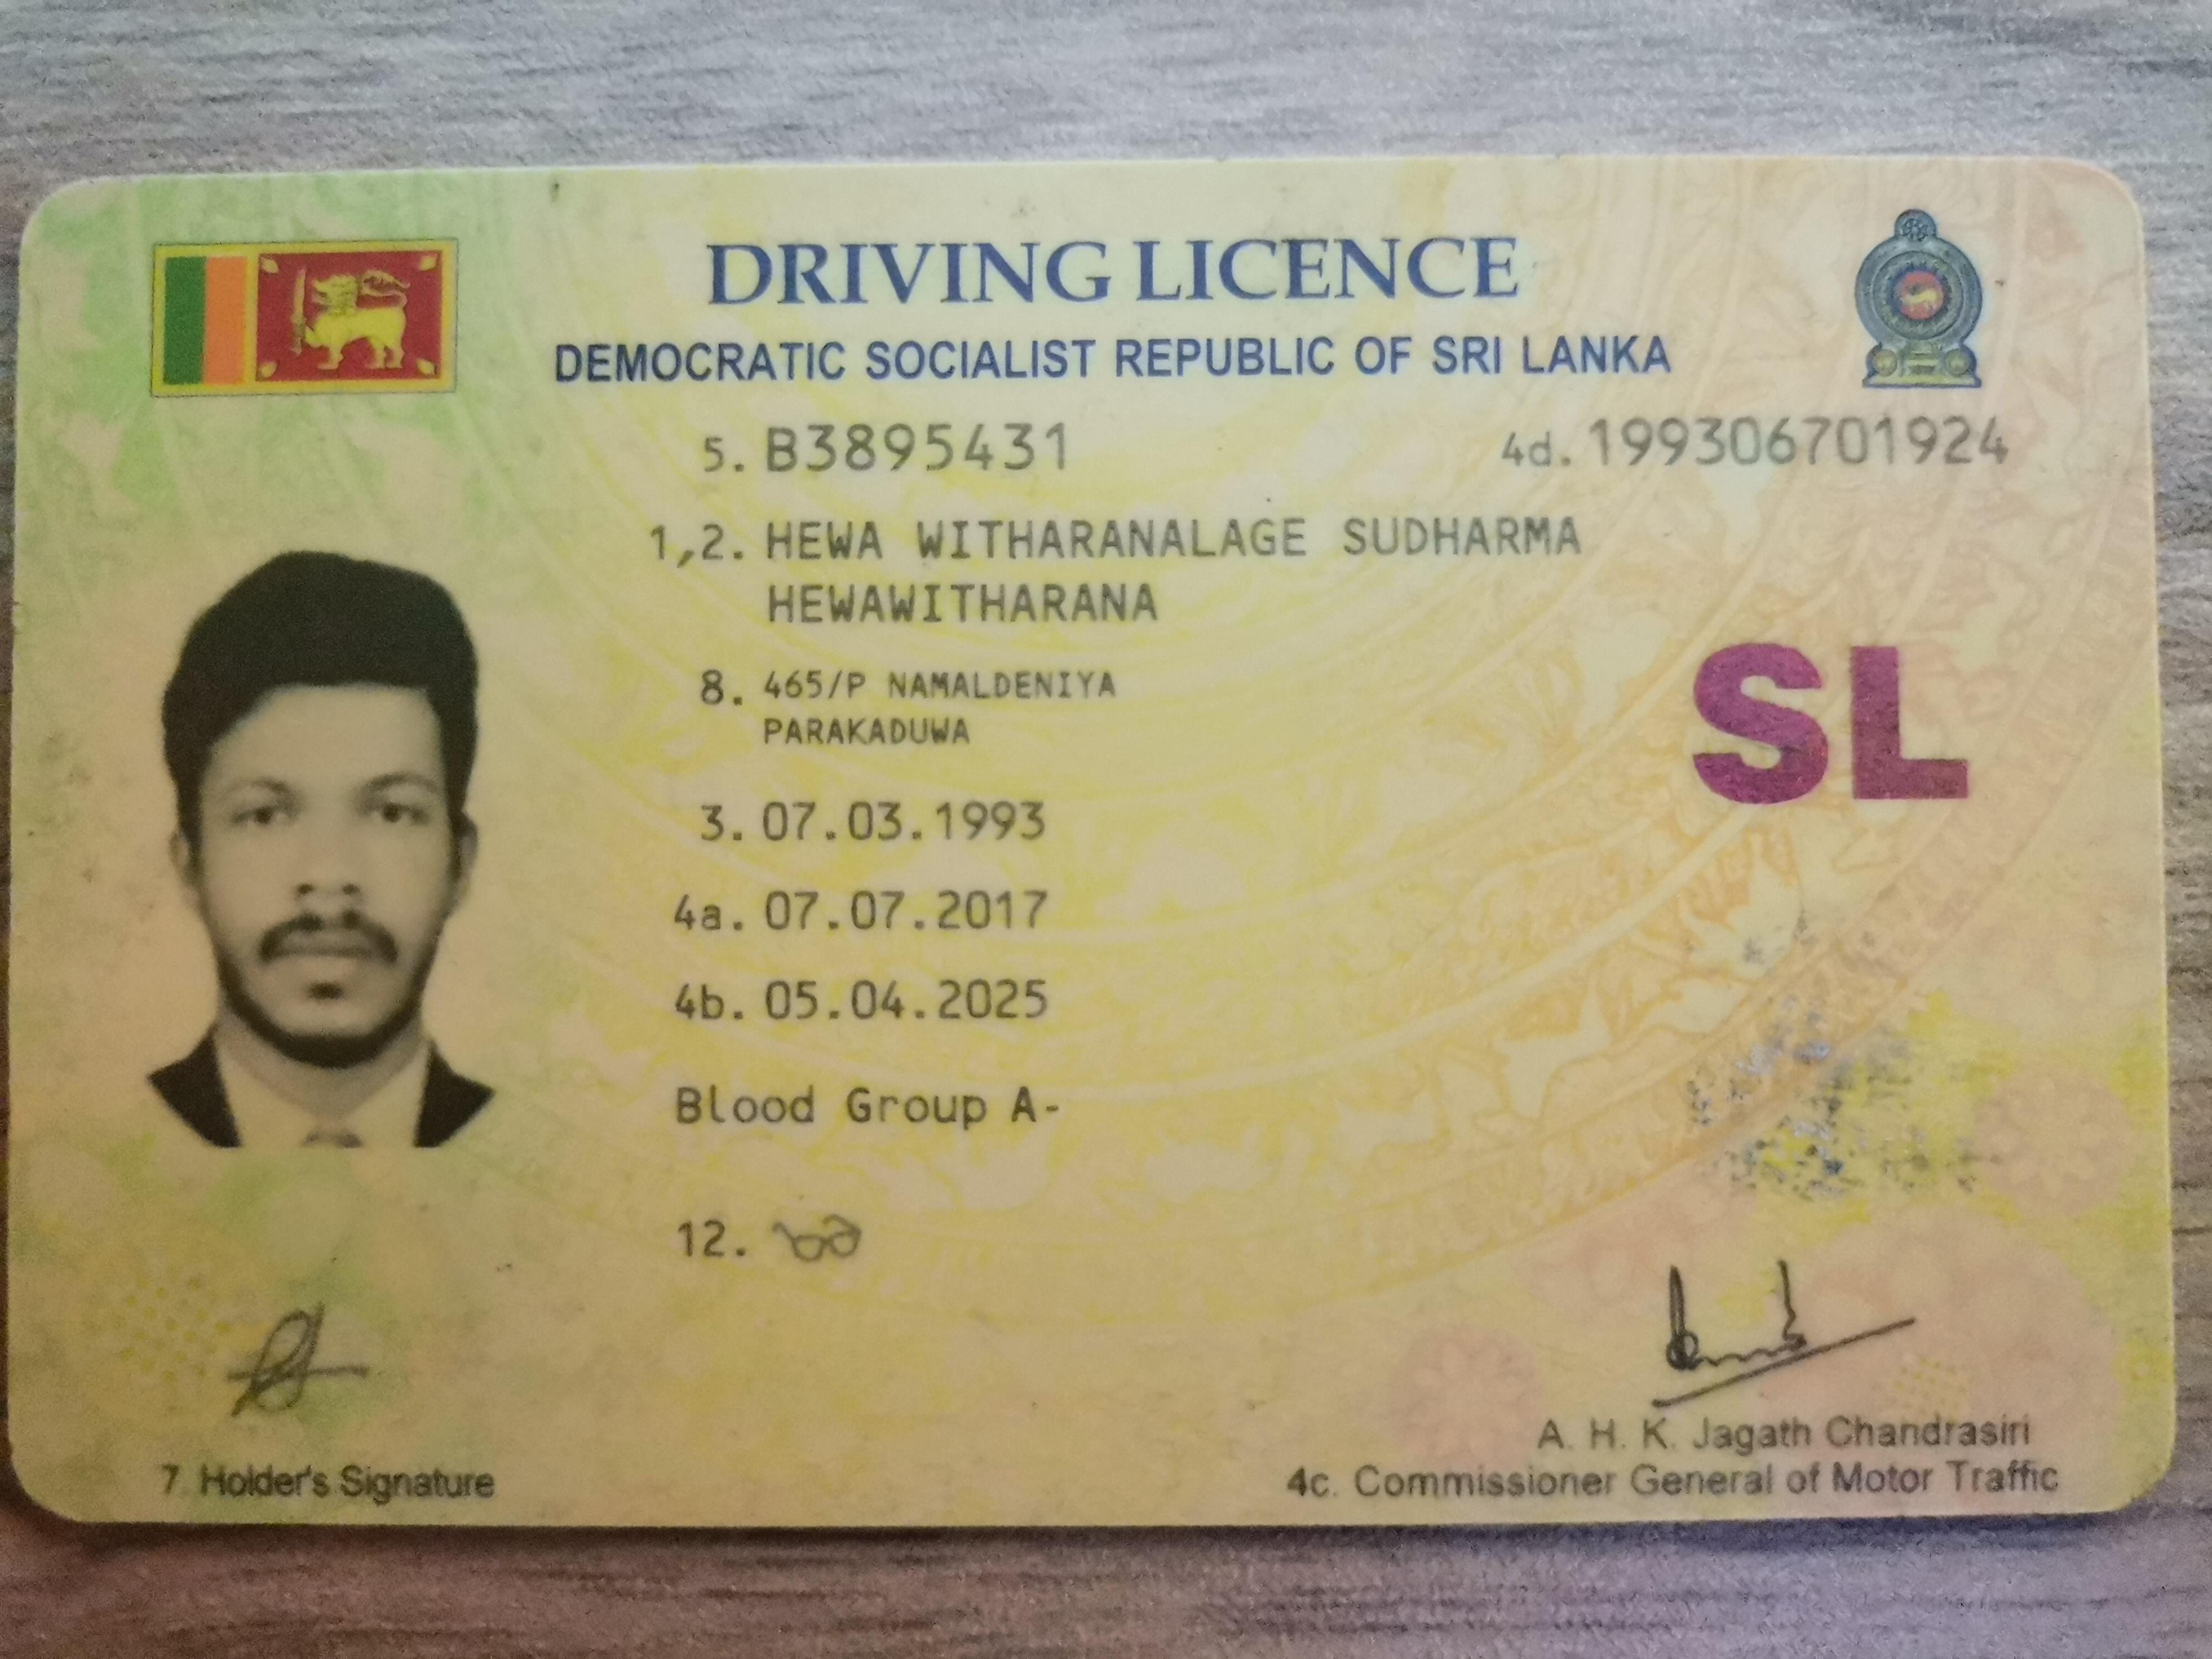 DRIVING LICENCE
DEMOCRATIC SOCIALIST REPUBLIC OF SRI LANKA
5. B3895431 4d. 199306701924
1,2. HEWA WITHARANALAGE SUDHARMA
HEWAWITHARANA
8. 465/P NAMALDENIYA
PARAKADUWA
SL
3. 07.03.1993
4a. 07.07.2017
4b. 05.04.2025
Blood Group A-
12.
7. Holder's Signature
A. H. K. Jagath Chandrasiri
4c. Commissioner General of Motor Traffic